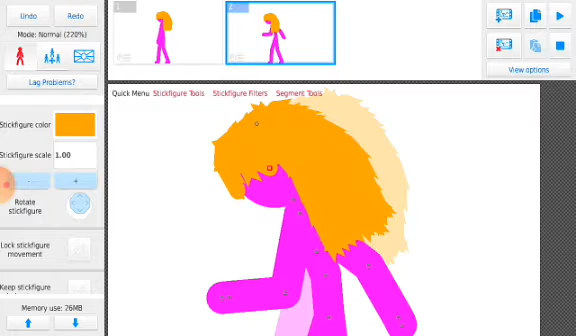 Undo Redo
Mode: Normal (220%)
Lag Problems?
1
2
View options
Quick Menu Stickfigure Tools Stickfigure Filters Segment Tools
Stickfigure color
Stickfigure scale 1.00
- +
Rotate
stickfigure
Lock stickfigure
movement
Keep stickfigure
Memory use: 26MB